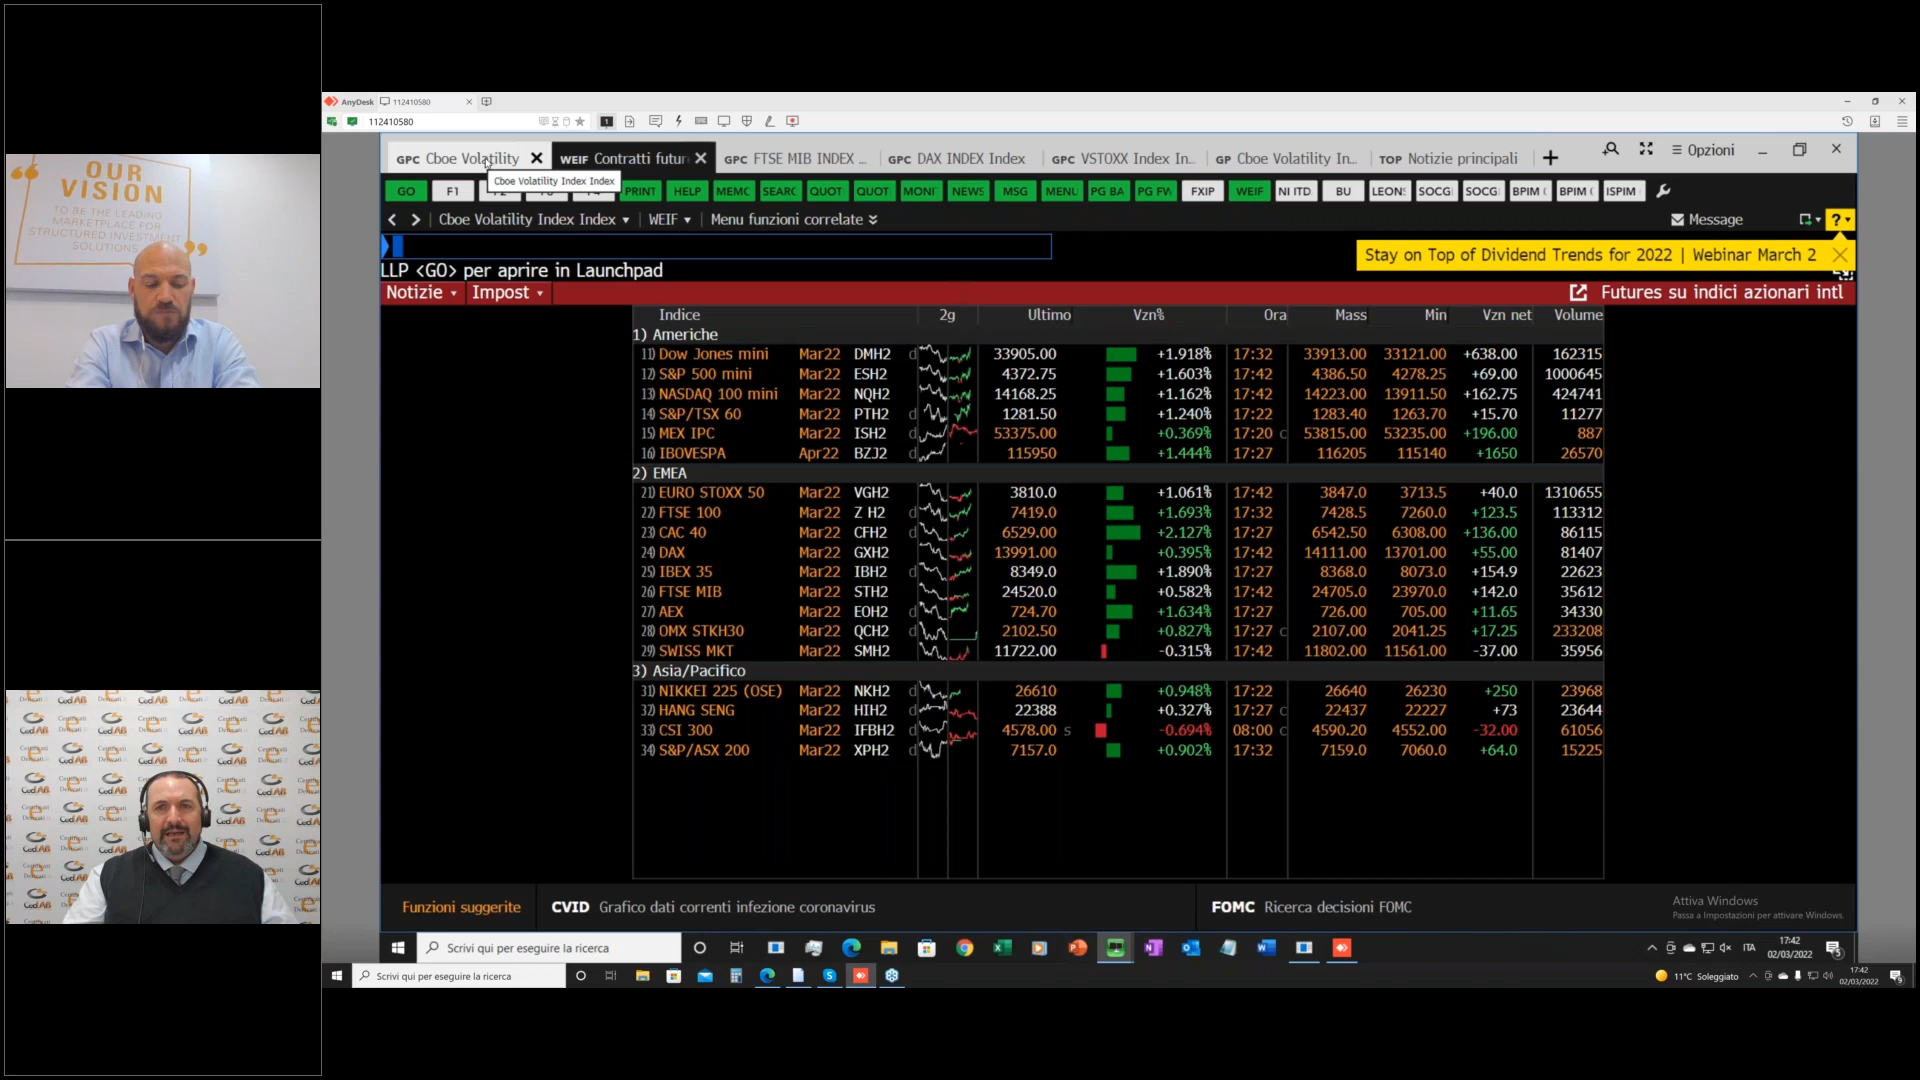 OUR
VISION
TO BE THE LEADING
MARKETPLACE FOR
STRUCTURED INVESTMENT
SOLUTIONS
AnyDesk 112410580
112410580
GPC Cboe Volatility WEIF Contratti futur GPC FTSE MIB INDEX ... GPC DAX INDEX Index GPC VSTOXX Index In... GP Cboe Volatility In... TOP Notizie principali Opzioni
Cboe Volatility Index Index
GO F1 PRINT HELP MEMC SEARC QUOT QUOT MONI NEWS MSG MENU PG BA PG FW FXIP WEIF NI ITD BU LEON SOCG SOCG BPIM ( BPIM ( ISPIM
Cboe Volatility Index Index WEIF Menu funzioni correlate Message ?
Stay on Top of Dividend Trends for 2022 | Webinar March 2
LLP <GO> per aprire in Launchpad
Notizie Impost Futures su indici azionari intl
Indice 2g Ultimo Vzn% Ora Mass Min Vzn net Volume
1) Americhe
11) Dow Jones mini Mar22 DMH2 d 33905.00 +1.918% 17:32 33913.00 33121.00 +638.00 162315
12) S&P 500 mini Mar22 ESH2 4372.75 +1.603% 17:42 4386.50 4278.25 +69.00 1000645
13) NASDAQ 100 mini Mar22 NQH2 14168.25 +1.162% 17:42 14223.00 13911.50 +162.75 424741
14) S&P/TSX 60 Mar22 PTH2 d 1281.50 +1.240% 17:22 1283.40 1263.70 +15.70 11277
15) MEX IPC Mar22 ISH2 d 53375.00 +0.369% 17:20 c 53815.00 53235.00 +196.00 887
16) IBOVESPA Apr22 BZJ2 d 115950 +1.444% 17:27 116205 115140 +1650 26570
2) EMEA
21) EURO STOXX 50 Mar22 VGH2 3810.0 +1.061% 17:42 3847.0 3713.5 +40.0 1310655
22) FTSE 100 Mar22 Z H2 d 7419.0 +1.693% 17:32 7428.5 7260.0 +123.5 113312
23) CAC 40 Mar22 CFH2 d 6529.00 +2.127% 17:27 6542.50 6308.00 +136.00 86115
24) DAX Mar22 GXH2 13991.00 +0.395% 17:42 14111.00 13701.00 +55.00 81407
25) IBEX 35 Mar22 IBH2 d 8349.0 +1.890% 17:27 8368.0 8073.0 +154.9 22623
26) FTSE MIB Mar22 STH2 24520.0 +0.582% 17:42 24705.0 23970.0 +142.0 35612
27) AEX Mar22 EOH2 d 724.70 +1.634% 17:27 726.00 705.00 +11.65 34330
28) OMX STKH30 Mar22 QCH2 d 2102.50 +0.827% 17:27 c 2107.00 2041.25 +17.25 233208
29) SWISS MKT Mar22 SMH2 11722.00 -0.315% 17:42 11802.00 11561.00 -37.00 35956
3) Asia/Pacifico
31) NIKKEI 225 (OSE) Mar22 NKH2 d 26610 +0.948% 17:22 26640 26230 +250 23968
32) HANG SENG Mar22 HIH2 d 22388 +0.327% 17:27 c 22437 22227 +73 23644
33) CSI 300 Mar22 IFBH2 d 4578.00 s -0.694% 08:00 c 4590.20 4552.00 -32.00 61056
34) S&P/ASX 200 Mar22 XPH2 d 7157.0 +0.902% 17:32 7159.0 7060.0 +64.0 15225
Funzioni suggerite CVID Grafico dati correnti infezione coronavirus FOMC Ricerca decisioni FOMC
Attiva Windows
Passa a Impostazioni per attivare Windows.
Scrivi qui per eseguire la ricerca ITA 17:42
02/03/2022
Scrivi qui per eseguire la ricerca 11°C Soleggiato 17:42
02/03/2022
Certificati
Derivati
Ced.AB